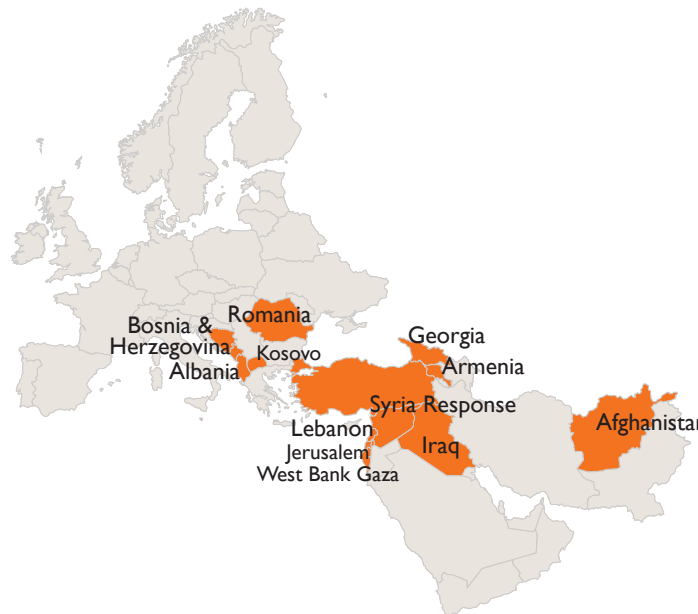 Romania
Bosnia &
Herzegovina
Kosovo
Albania
Georgia
Armenia
Syria Response
Lebanon
Jerusalem
West Bank Gaza
Iraq
Afghanistan